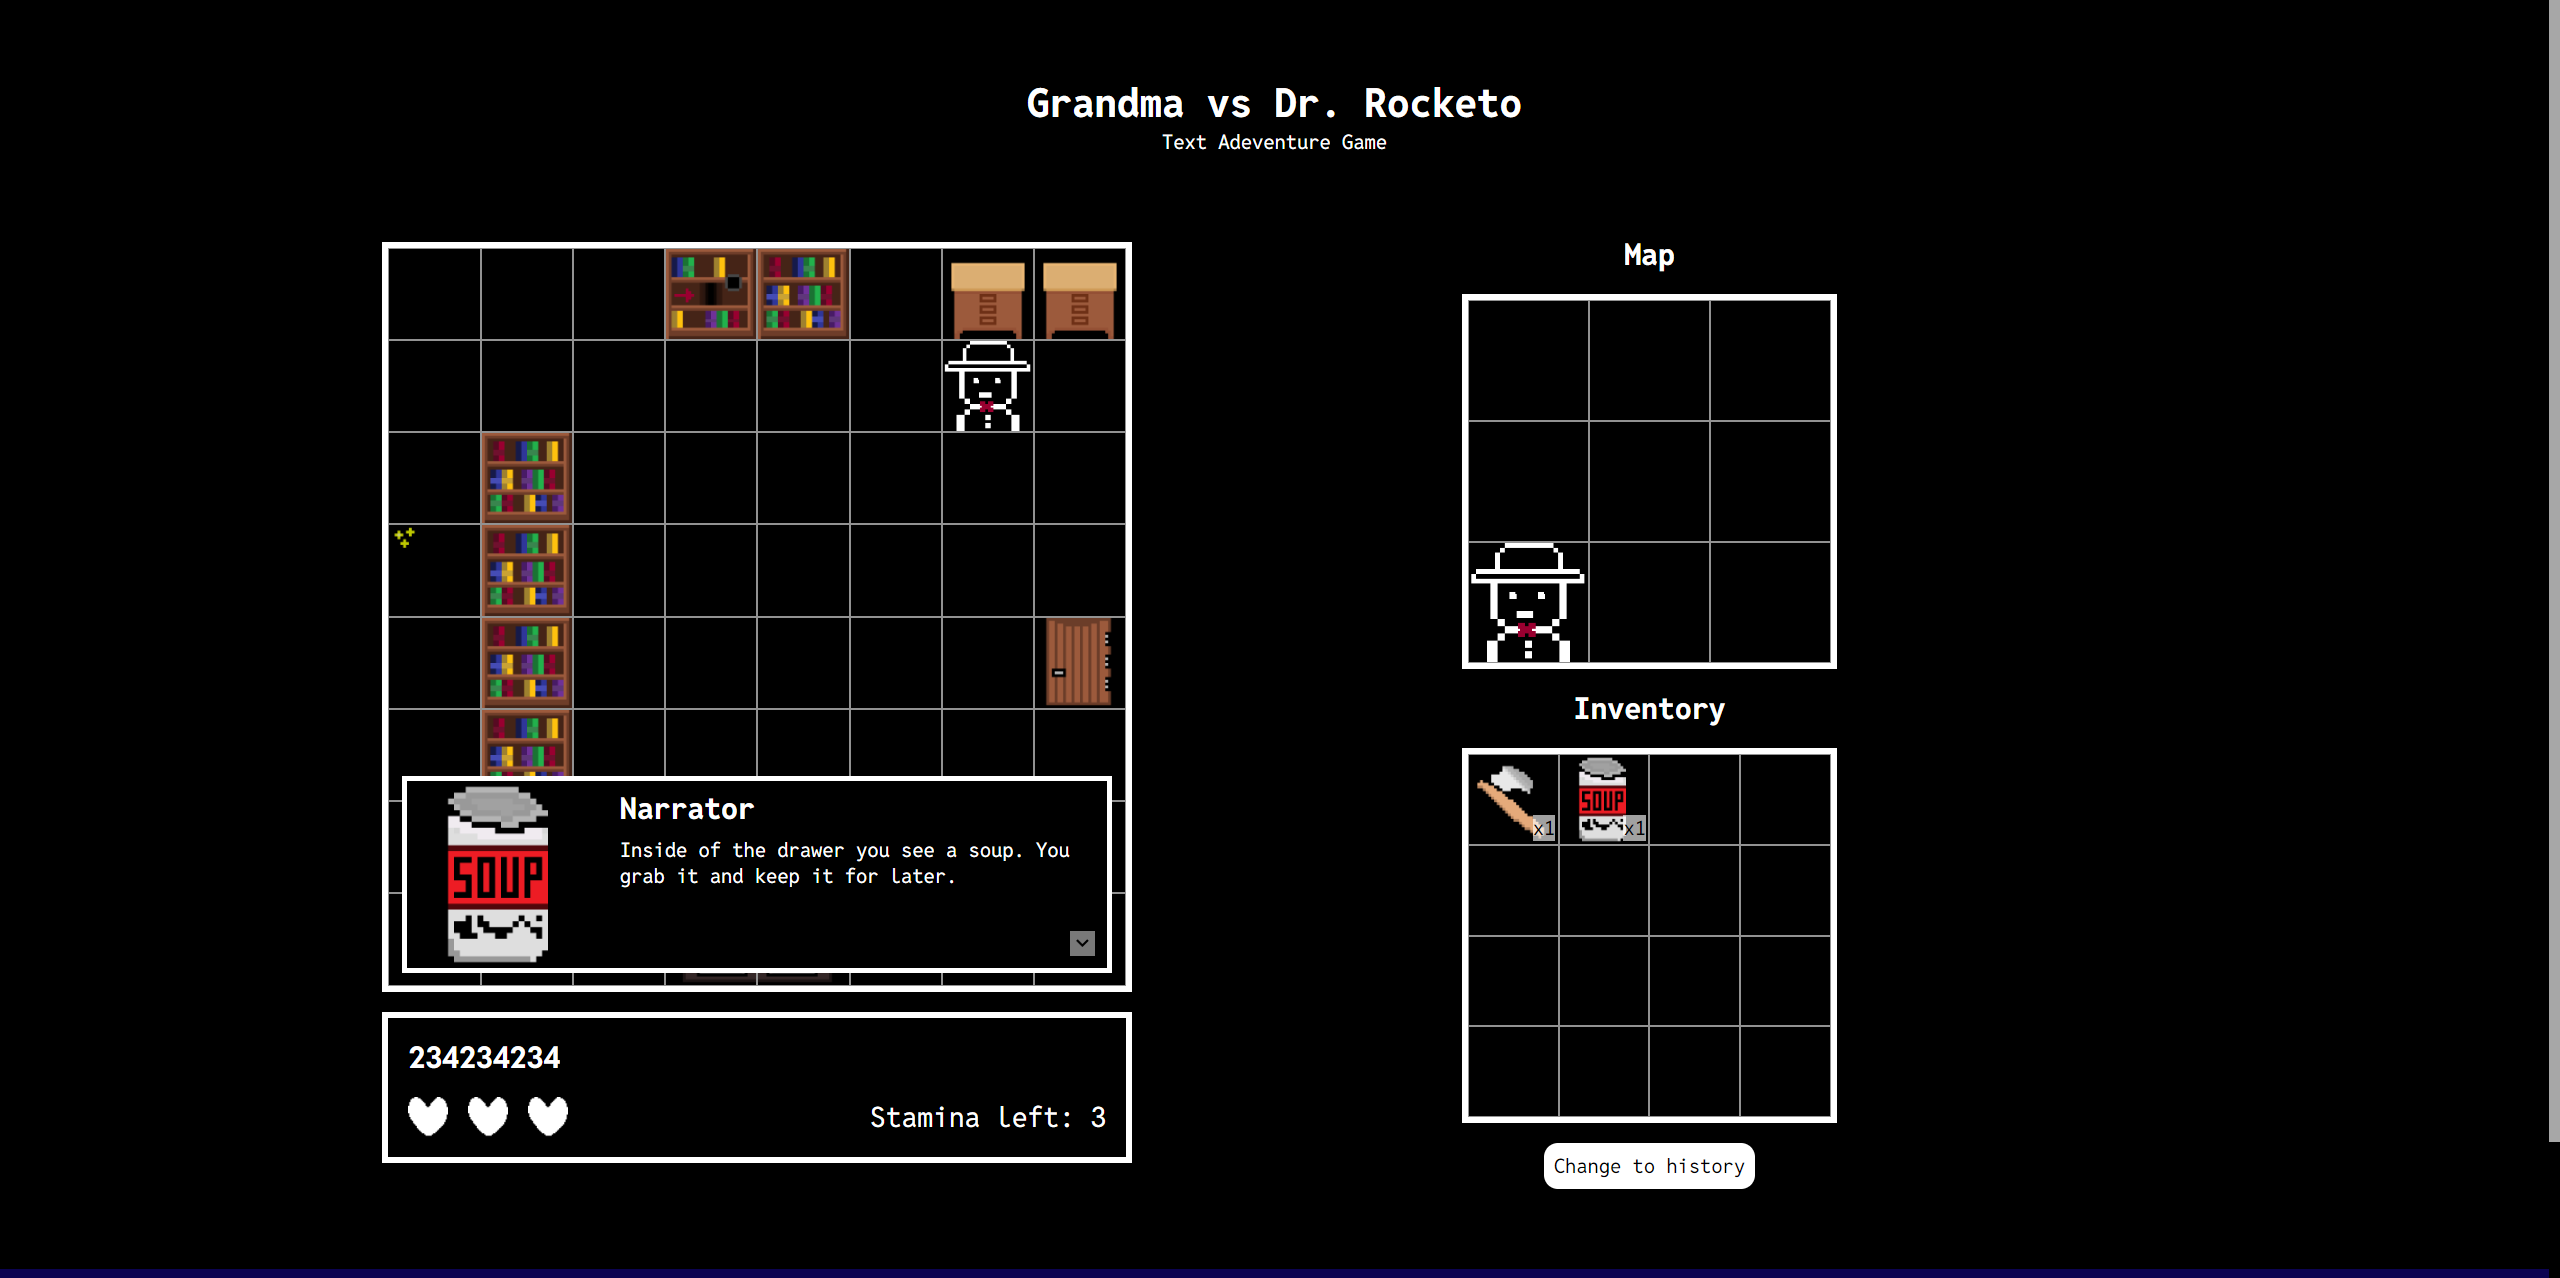 Grandma vs Dr. Rocketo
Text Adeventure Game
Map
Inventory
x1
SOUP
x1
SOUP
Narrator
Inside of the drawer you see a soup. You
grab it and keep it for later.
234234234
Stamina left: 3
Change to history